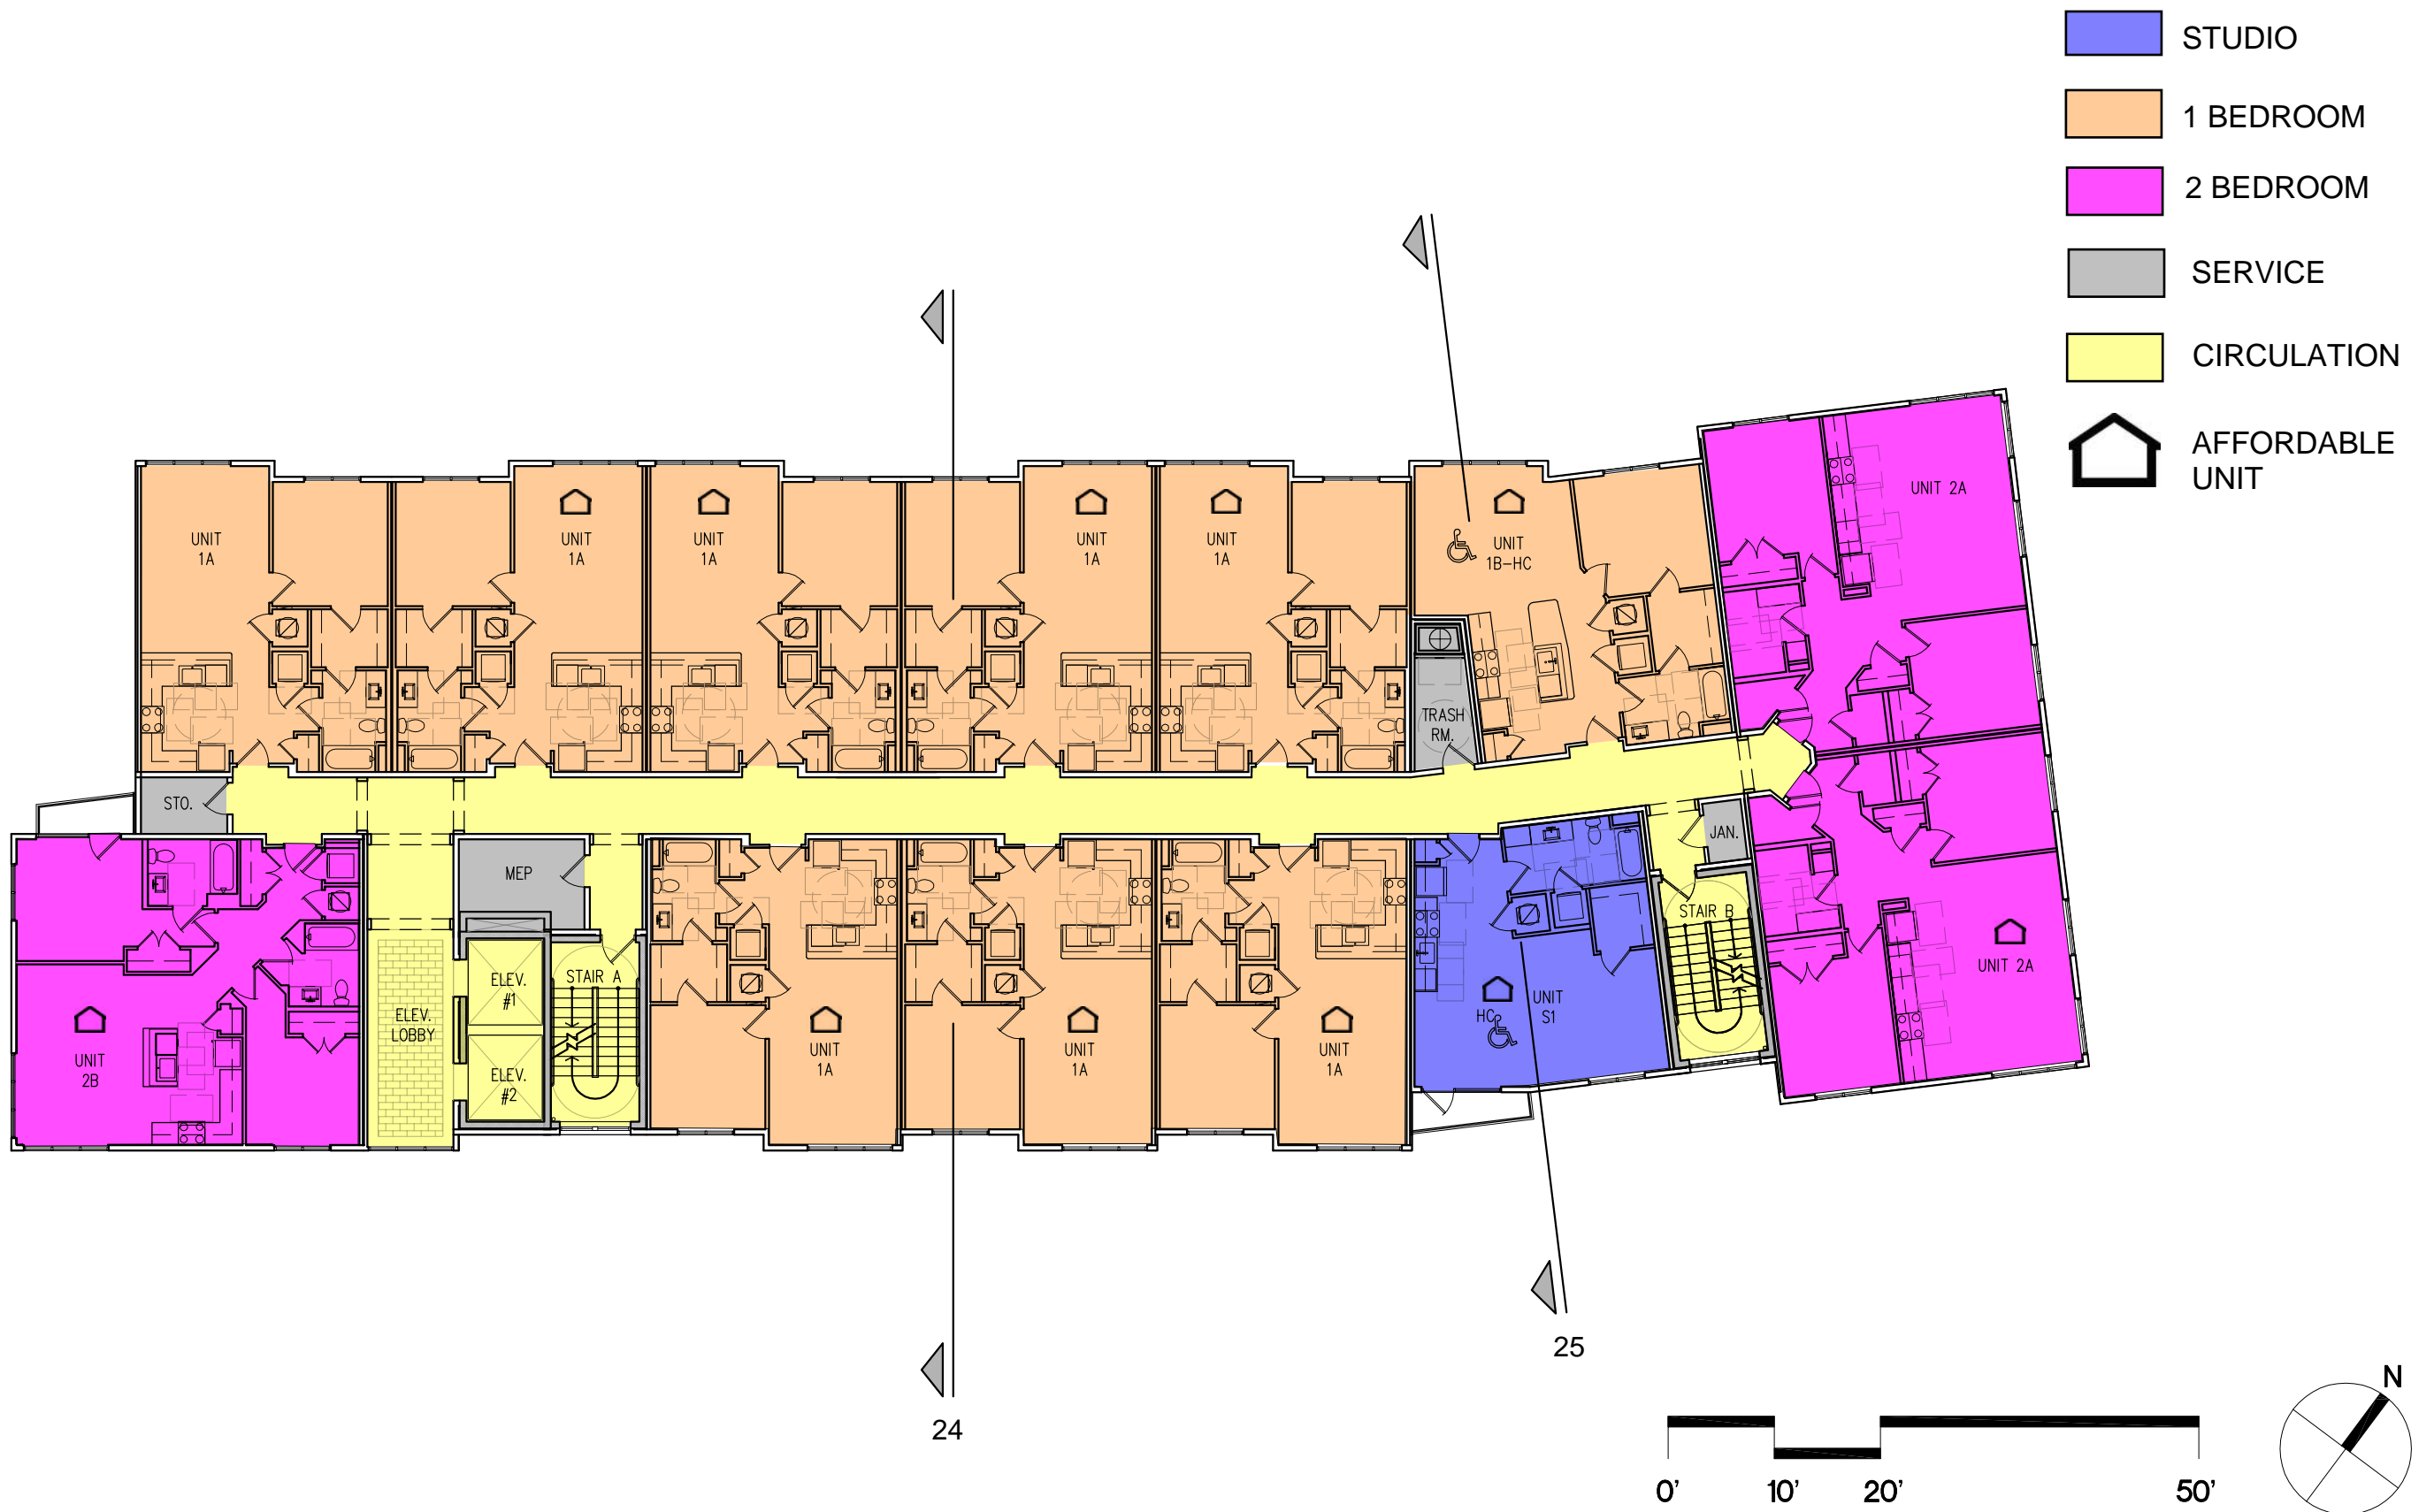 STUDIO
1 BEDROOM
2 BEDROOM
SERVICE
CIRCULATION
AFFORDABLE
UNIT
UNIT 2A
UNIT
1A
UNIT
1A
UNIT
1A
UNIT
1A
UNIT
1A
UNIT
1B-HC
TRASH
RM.
STO.
JAN.
MEP
STAIR B
UNIT 2A
STAIR A
ELEV.
#1
ELEV.
LOBBY
ELEV.
#2
UNIT
2B
UNIT
1A
UNIT
1A
UNIT
1A
UNIT
S1
HC
25
24
N
0'
10'
20'
50'